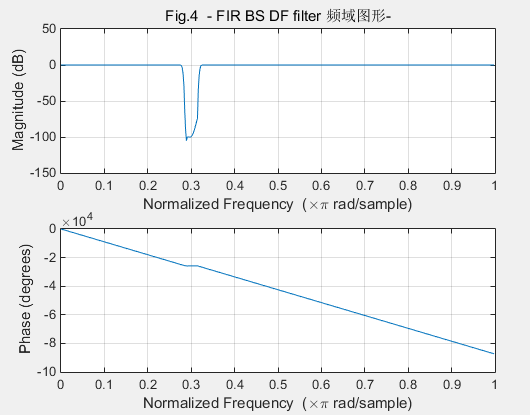 Fig.4 - FIR BS DF filter 频域图形-
50
0
-50
-100
-150
Magnitude (dB)
0 0.1 0.2 0.3 0.4 0.5 0.6 0.7 0.8 0.9 1
Normalized Frequency (×π rad/sample)
×10^4
0
-2
-4
-6
-8
-10
Phase (degrees)
0 0.1 0.2 0.3 0.4 0.5 0.6 0.7 0.8 0.9 1
Normalized Frequency (×π rad/sample)